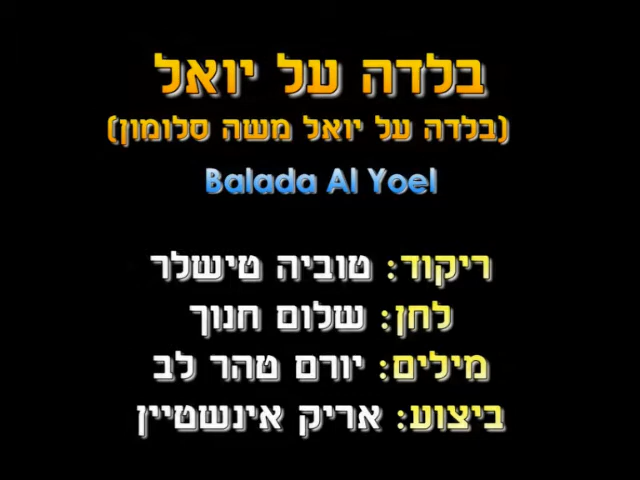 בלדה על יואל
(בלדה על יואל משה סלומון)
Balada Al Yoel
ריקוד: טוביה טישלר
לחן: שלום חנוך
מילים: יורם טהר לב
ביצוע: אריק אינשטיין